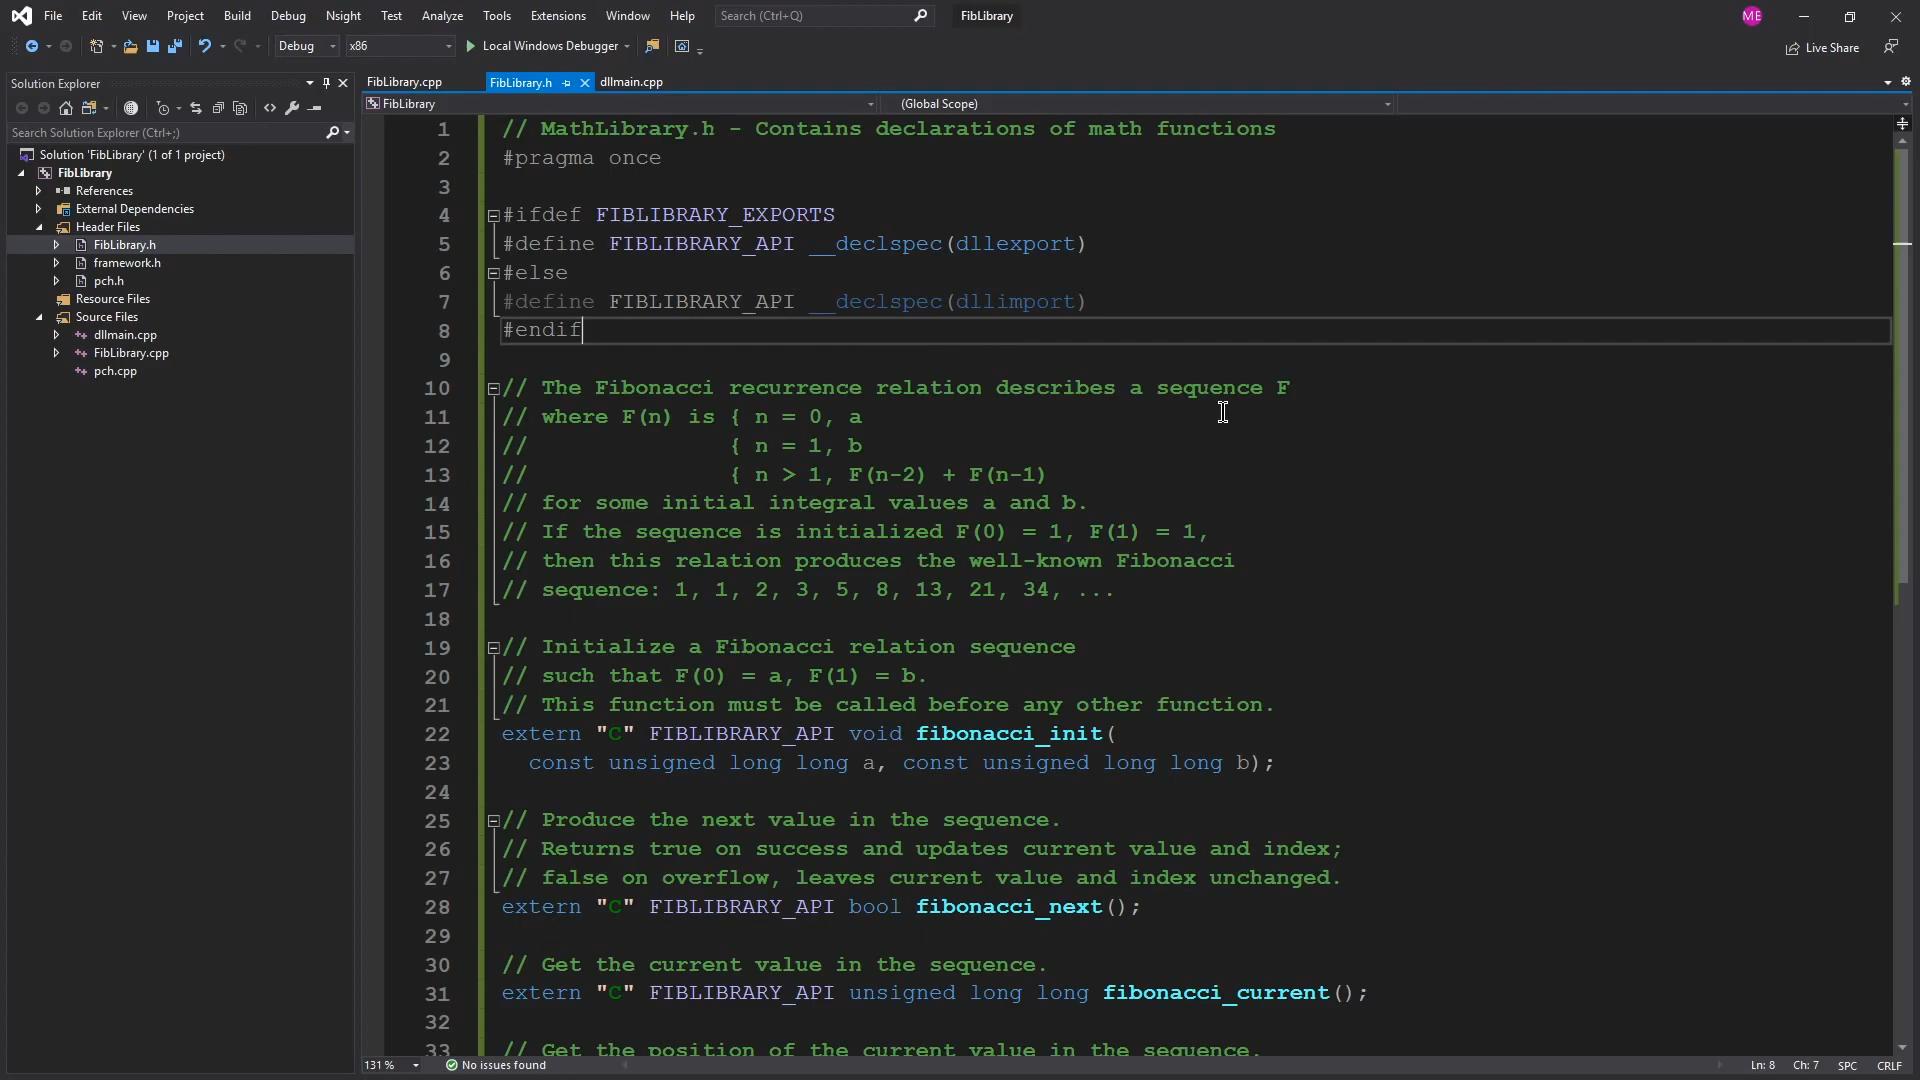 File Edit View Project Build Debug Nsight Test Analyze Tools Extensions Window Help Search (Ctrl+Q) FibLibrary ME
Debug x86 Local Windows Debugger Live Share
Solution Explorer
Search Solution Explorer (Ctrl+;)
Solution 'FibLibrary' (1 of 1 project)
FibLibrary
References
External Dependencies
Header Files
FibLibrary.h
framework.h
pch.h
Resource Files
Source Files
dllmain.cpp
FibLibrary.cpp
pch.cpp
FibLibrary.cpp FibLibrary.h dllmain.cpp
FibLibrary (Global Scope)
1 // MathLibrary.h - Contains declarations of math functions
2 #pragma once
3
4 #ifdef FIBLIBRARY_EXPORTS
5 #define FIBLIBRARY_API __declspec(dllexport)
6 #else
7 #define FIBLIBRARY_API __declspec(dllimport)
8 #endif
9
10 // The Fibonacci recurrence relation describes a sequence F
11 // where F(n) is { n = 0, a
12 //               { n = 1, b
13 //               { n > 1, F(n-2) + F(n-1)
14 // for some initial integral values a and b.
15 // If the sequence is initialized F(0) = 1, F(1) = 1,
16 // then this relation produces the well-known Fibonacci
17 // sequence: 1, 1, 2, 3, 5, 8, 13, 21, 34, ...
18
19 // Initialize a Fibonacci relation sequence
20 // such that F(0) = a, F(1) = b.
21 // This function must be called before any other function.
22 extern "C" FIBLIBRARY_API void fibonacci_init(
23   const unsigned long long a, const unsigned long long b);
24
25 // Produce the next value in the sequence.
26 // Returns true on success and updates current value and index;
27 // false on overflow, leaves current value and index unchanged.
28 extern "C" FIBLIBRARY_API bool fibonacci_next();
29
30 // Get the current value in the sequence.
31 extern "C" FIBLIBRARY_API unsigned long long fibonacci_current();
32
33 // Get the position of the current value in the sequence.
131 % No issues found Ln: 8 Ch: 7 SPC CRLF